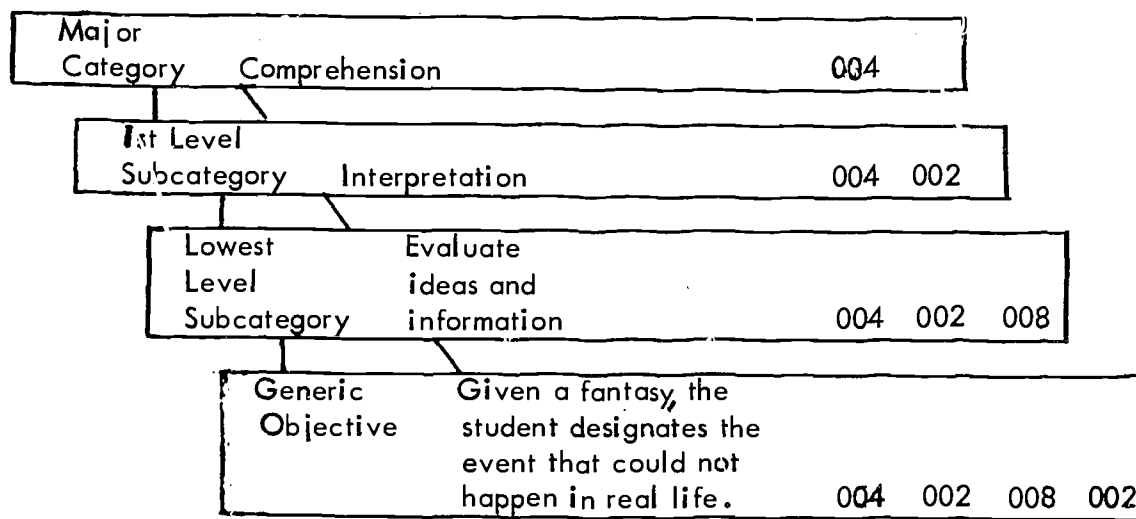 Major
Category Comprehension 004
1st Level
Subcategory Interpretation 004 002
Lowest Evaluate
Level ideas and
Subcategory information 004 002 008
Generic Given a fantasy, the
Objective student designates the
event that could not
happen in real life. 004 002 008 002